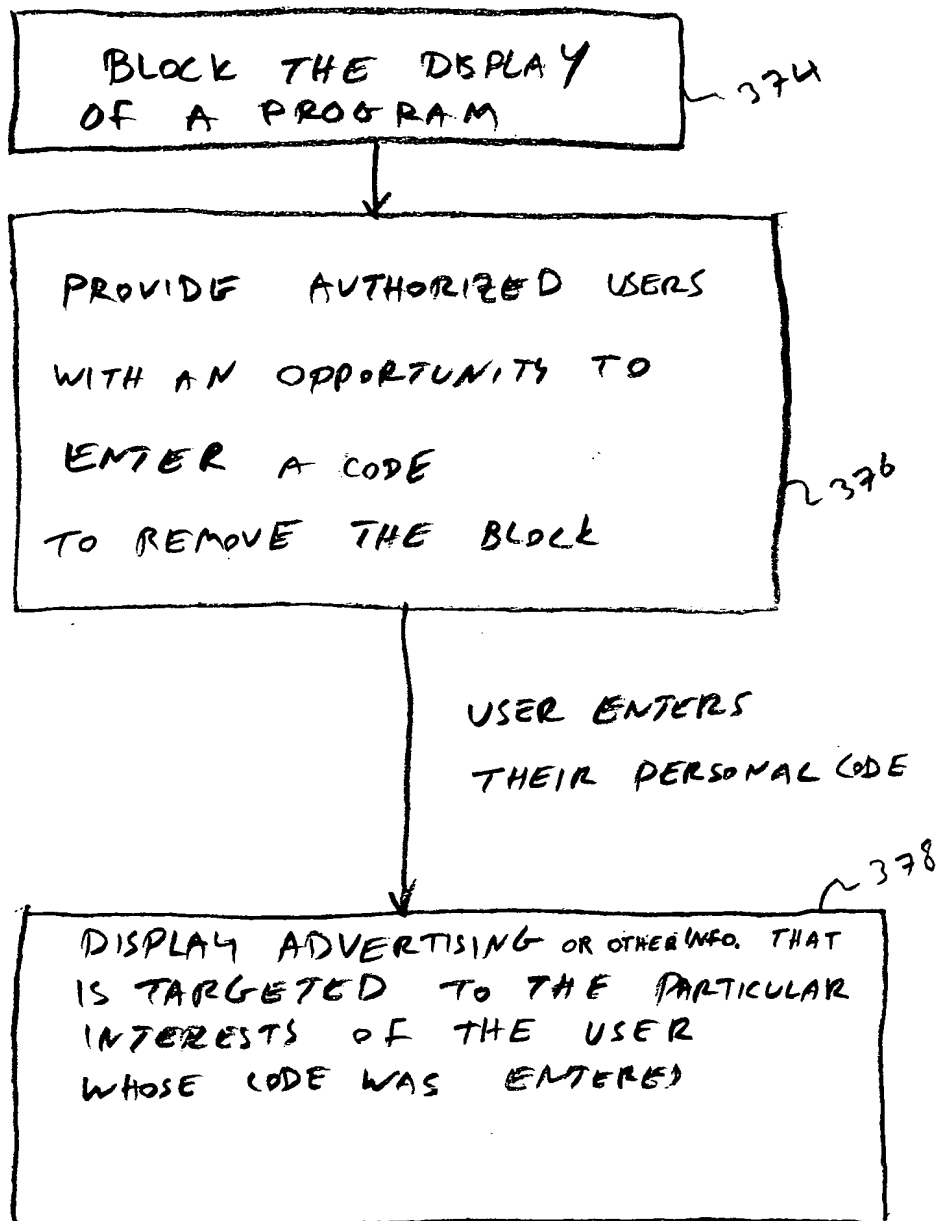 BLOCK THE DISPLAY
OF A PROGRAM
374
PROVIDE AUTHORIZED USERS
WITH AN OPPORTUNITY TO
ENTER A CODE
TO REMOVE THE BLOCK
376
USER ENTERS
THEIR PERSONAL CODE
378
DISPLAY ADVERTISING OR OTHER INFO. THAT
IS TARGETED TO THE PARTICULAR
INTERESTS OF THE USER
WHOSE CODE WAS ENTERED